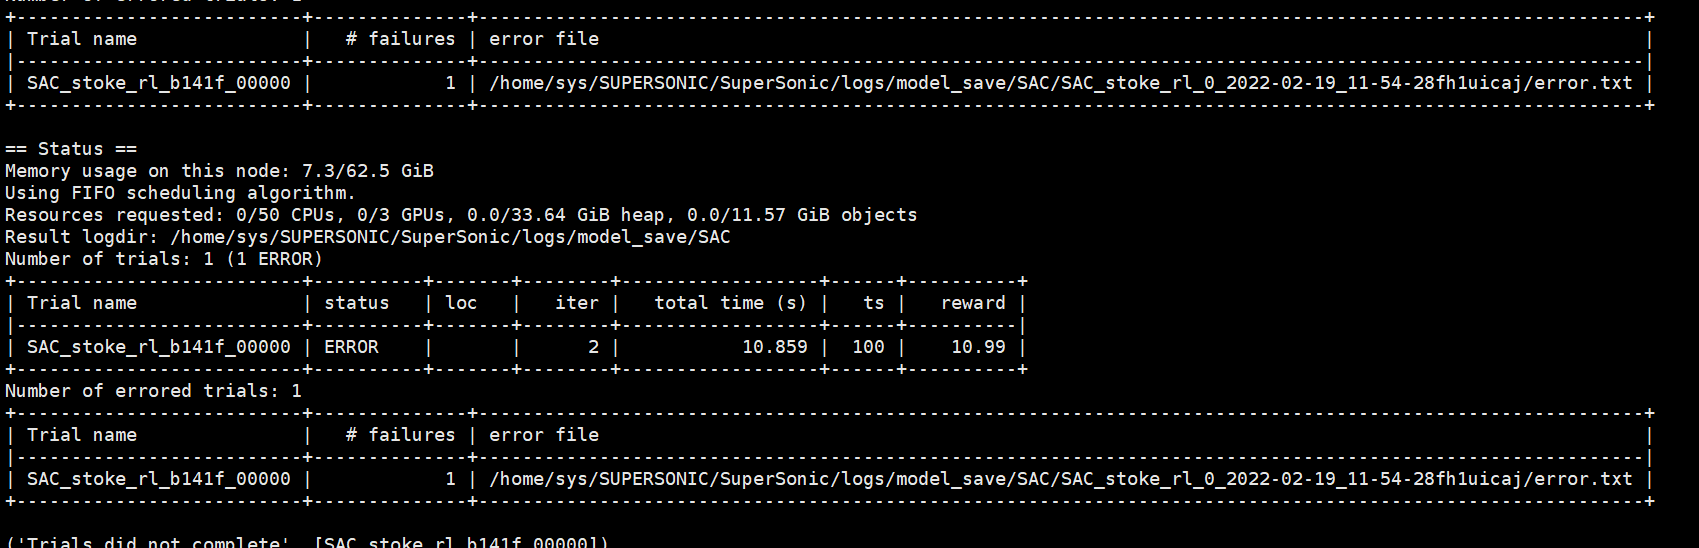 Number of errored trials: 1
+--------------------------+--------------+----------------------------------------------------------------------------------------------------------+
| Trial name               |   # failures | error file                                                                                               |
|--------------------------+--------------+----------------------------------------------------------------------------------------------------------|
| SAC_stoke_rl_b141f_00000 |            1 | /home/sys/SUPERSONIC/SuperSonic/logs/model_save/SAC/SAC_stoke_rl_0_2022-02-19_11-54-28fh1uicaj/error.txt |
+--------------------------+--------------+----------------------------------------------------------------------------------------------------------+
== Status ==
Memory usage on this node: 7.3/62.5 GiB
Using FIFO scheduling algorithm.
Resources requested: 0/50 CPUs, 0/3 GPUs, 0.0/33.64 GiB heap, 0.0/11.57 GiB objects
Result logdir: /home/sys/SUPERSONIC/SuperSonic/logs/model_save/SAC
Number of trials: 1 (1 ERROR)
+--------------------------+----------+-------+--------+------------------+------+----------+
| Trial name               | status   | loc   |   iter |   total time (s) |   ts |   reward |
|--------------------------+----------+-------+--------+------------------+------+----------|
| SAC_stoke_rl_b141f_00000 | ERROR    |       |      2 |           10.859 |  100 |    10.99 |
+--------------------------+----------+-------+--------+------------------+------+----------+
Number of errored trials: 1
+--------------------------+--------------+----------------------------------------------------------------------------------------------------------+
| Trial name               |   # failures | error file                                                                                               |
|--------------------------+--------------+----------------------------------------------------------------------------------------------------------|
| SAC_stoke_rl_b141f_00000 |            1 | /home/sys/SUPERSONIC/SuperSonic/logs/model_save/SAC/SAC_stoke_rl_0_2022-02-19_11-54-28fh1uicaj/error.txt |
+--------------------------+--------------+----------------------------------------------------------------------------------------------------------+
('Trials did not complete', [SAC_stoke_rl_b141f_00000])